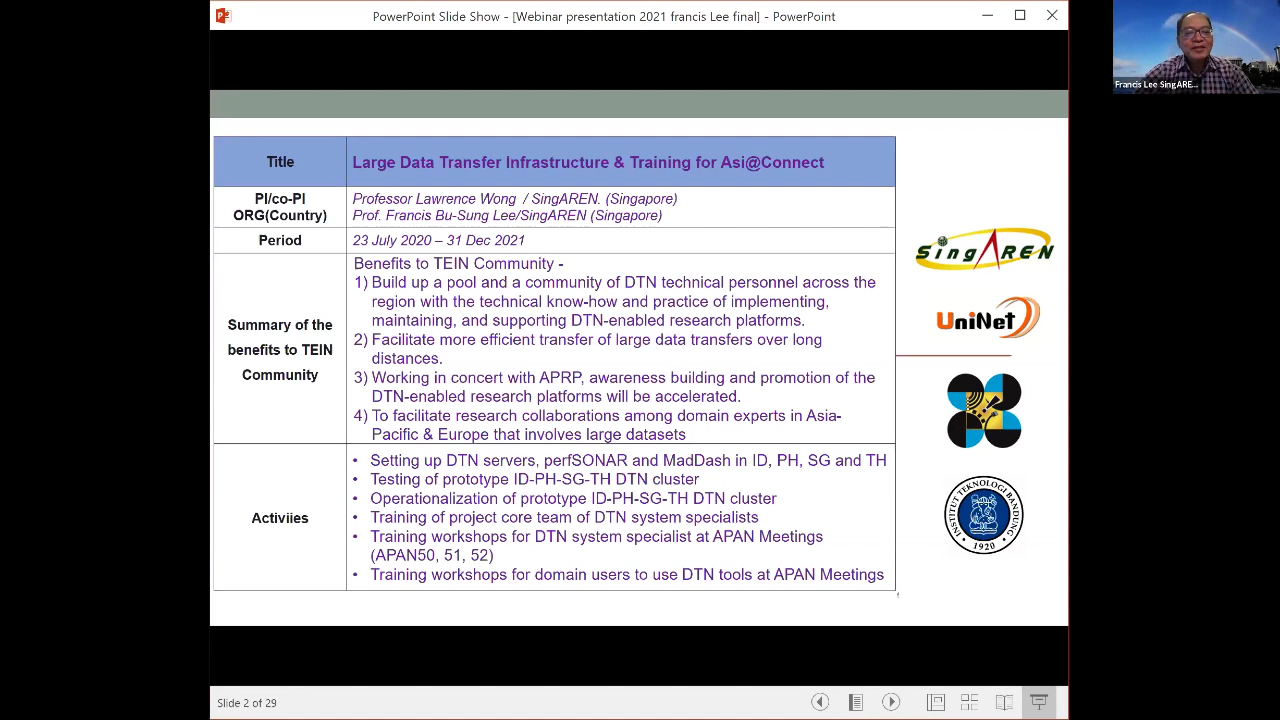 PowerPoint Slide Show - [Webinar presentation 2021 francis Lee final] - PowerPoint
Francis Lee SingARE...
Title
Large Data Transfer Infrastructure & Training for Asi@Connect
PI/co-PI
ORG(Country)
Professor Lawrence Wong / SingAREN. (Singapore)
Prof. Francis Bu-Sung Lee/SingAREN (Singapore)
Period
23 July 2020 – 31 Dec 2021
Summary of the
benefits to TEIN
Community
Benefits to TEIN Community -
1) Build up a pool and a community of DTN technical personnel across the
region with the technical know-how and practice of implementing,
maintaining, and supporting DTN-enabled research platforms.
2) Facilitate more efficient transfer of large data transfers over long
distances.
3) Working in concert with APRP, awareness building and promotion of the
DTN-enabled research platforms will be accelerated.
4) To facilitate research collaborations among domain experts in Asia-
Pacific & Europe that involves large datasets
Activiies
• Setting up DTN servers, perfSONAR and MadDash in ID, PH, SG and TH
• Testing of prototype ID-PH-SG-TH DTN cluster
• Operationalization of prototype ID-PH-SG-TH DTN cluster
• Training of project core team of DTN system specialists
• Training workshops for DTN system specialist at APAN Meetings
(APAN50, 51, 52)
• Training workshops for domain users to use DTN tools at APAN Meetings
SingAREN
UniNet
INSTITUT TEKNOLOGI BANDUNG
1920
Slide 2 of 29